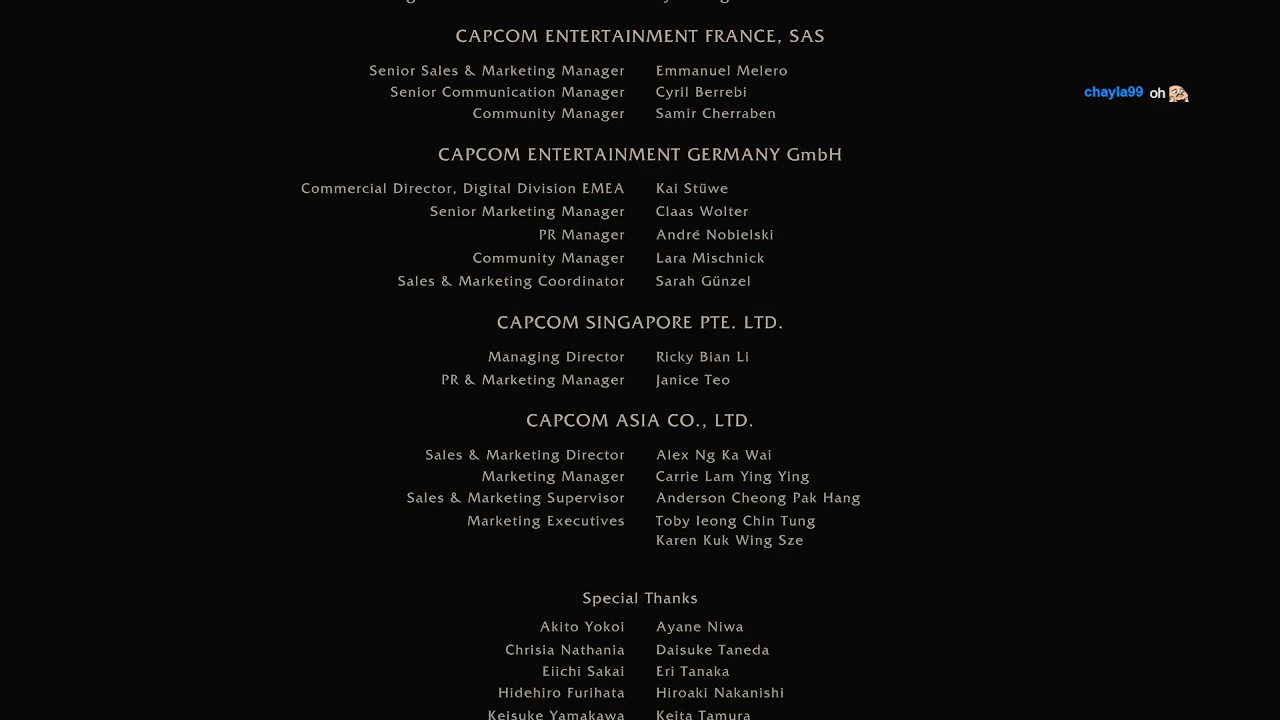 CAPCOM ENTERTAINMENT FRANCE, SAS
Senior Sales & Marketing Manager Emmanuel Melero
Senior Communication Manager Cyril Berrebi
chayla99 oh
Community Manager Samir Cherraben
CAPCOM ENTERTAINMENT GERMANY GmbH
Commercial Director, Digital Division EMEA Kai Stüwe
Senior Marketing Manager Claas Wolter
PR Manager André Nobielski
Community Manager Lara Mischnick
Sales & Marketing Coordinator Sarah Günzel
CAPCOM SINGAPORE PTE. LTD.
Managing Director Ricky Bian Li
PR & Marketing Manager Janice Teo
CAPCOM ASIA CO., LTD.
Sales & Marketing Director Alex Ng Ka Wai
Marketing Manager Carrie Lam Ying Ying
Sales & Marketing Supervisor Anderson Cheong Pak Hang
Marketing Executives Toby Ieong Chin Tung
Karen Kuk Wing Sze
Special Thanks
Akito Yokoi Ayane Niwa
Chrisia Nathania Daisuke Taneda
Eiichi Sakai Eri Tanaka
Hidehiro Furihata Hiroaki Nakanishi
Keisuke Yamakawa Keita Tamura